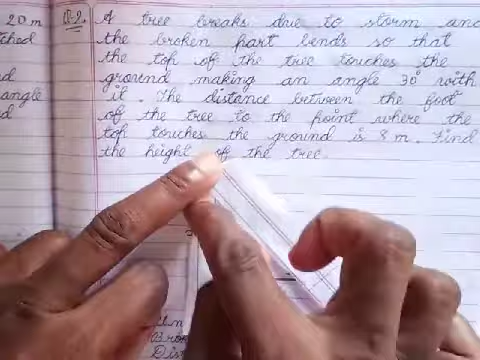 20 m
Q.2. A tree breaks due to storm and
the broken part bends so that
the top of the tree touches the
ground making an angle 30° with
angle it. The distance between the foot
of the tree to the point where the
top touches the ground is 8 m. Find
the height of the tree.